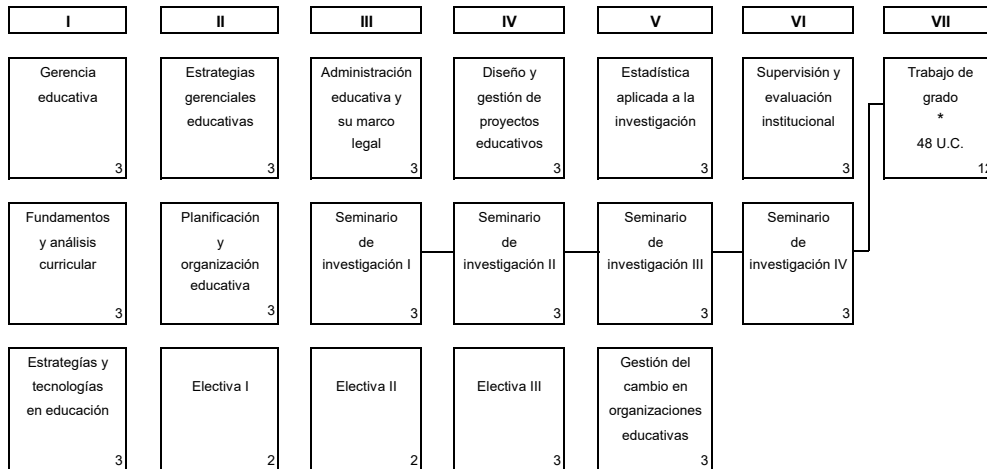 I
II
III
IV
V
VI
VII
Gerencia
educativa
3
Estrategias
gerenciales
educativas
3
Administración
educativa y
su marco
legal
3
Diseño y
gestión de
proyectos
educativos
3
Estadística
aplicada a la
investigación
3
Supervisión y
evaluación
institucional
3
Trabajo de
grado
*
48 U.C.
12
Fundamentos
y análisis
curricular
3
Planificación
y
organización
educativa
3
Seminario
de
investigación I
3
Seminario
de
investigación II
3
Seminario
de
investigación III
3
Seminario
de
investigación IV
3
Estrategías y
tecnologías
en educación
3
Electiva I
2
Electiva II
2
Electiva III
3
Gestión del
cambio en
organizaciones
educativas
3